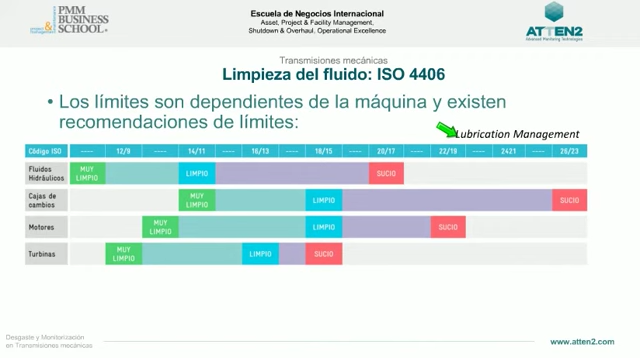 PMM
BUSINESS
SCHOOL®
Escuela de Negocios Internacional
Asset, Project & Facility Management,
Shutdown & Overhaul, Operational Excellence
ATTEN2
Advanced Monitoring Technologies
Transmisiones mecánicas
Limpieza del fluido: ISO 4406
• Los límites son dependientes de la máquina y existen
recomendaciones de límites:
Lubrication Management
Código ISO ---- 12/9 ---- 14/11 ---- 16/13 ---- 18/15 ---- 20/17 ---- 22/19 ---- 2421 ---- 26/23
Fluidos Hidráulicos MUY LIMPIO LIMPIO SUCIO
Cajas de cambios MUY LIMPIO LIMPIO SUCIO
Motores MUY LIMPIO LIMPIO SUCIO
Turbinas MUY LIMPIO LIMPIO SUCIO
Desgaste y Monitorización
en Transmisiones mecánicas
www.atten2.com